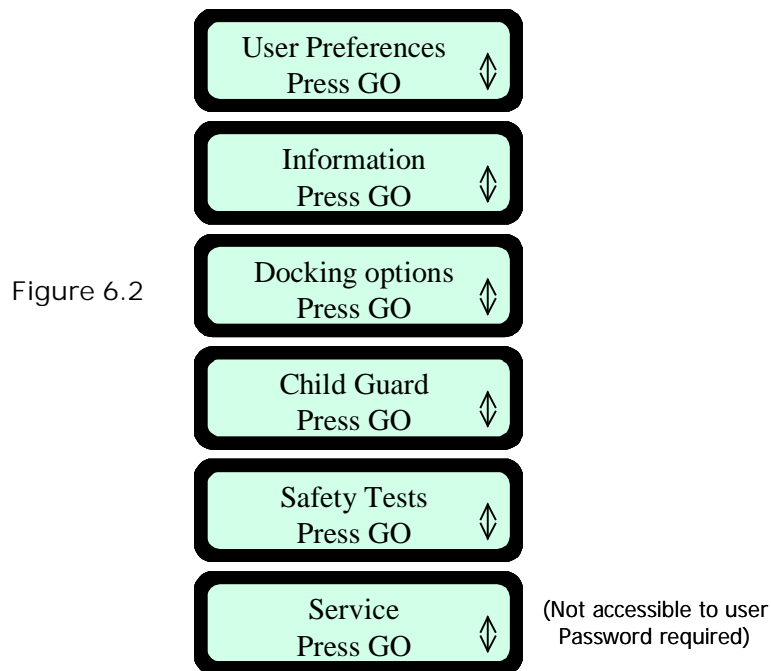 User Preferences
Press GO
Information
Press GO
Figure 6.2
Docking options
Press GO
Child Guard
Press GO
Safety Tests
Press GO
Service
Press GO
(Not accessible to user
Password required)